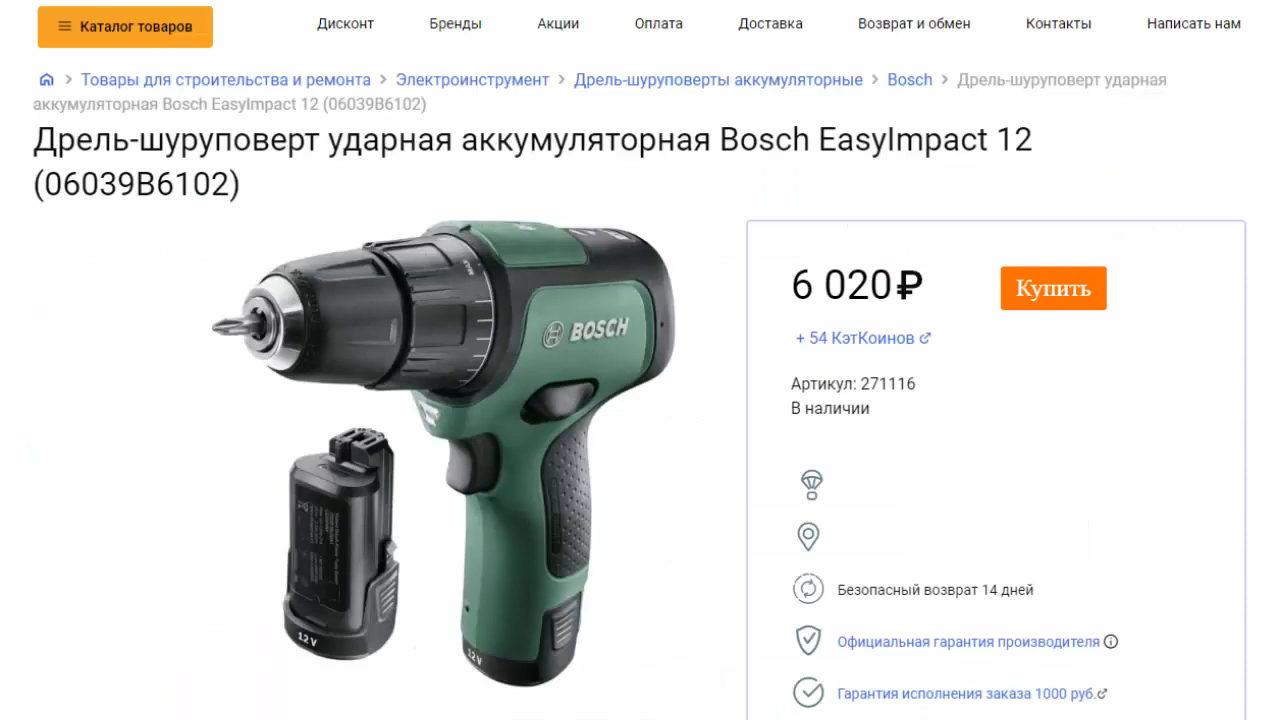 Каталог товаров
Дисконт
Бренды
Акции
Оплата
Доставка
Возврат и обмен
Контакты
Написать нам
Товары для строительства и ремонта > Электроинструмент > Дрель-шуруповерты аккумуляторные > Bosch > Дрель-шуруповерт ударная
аккумуляторная Bosch EasyImpact 12 (06039B6102)
Дрель-шуруповерт ударная аккумуляторная Bosch EasyImpact 12
(06039B6102)
MAX
BOSCH
12 V
12V
6 020 ₽
Купить
+ 54 КэтКоинов
Артикул: 271116
В наличии
Безопасный возврат 14 дней
Официальная гарантия производителя
Гарантия исполнения заказа 1000 руб.